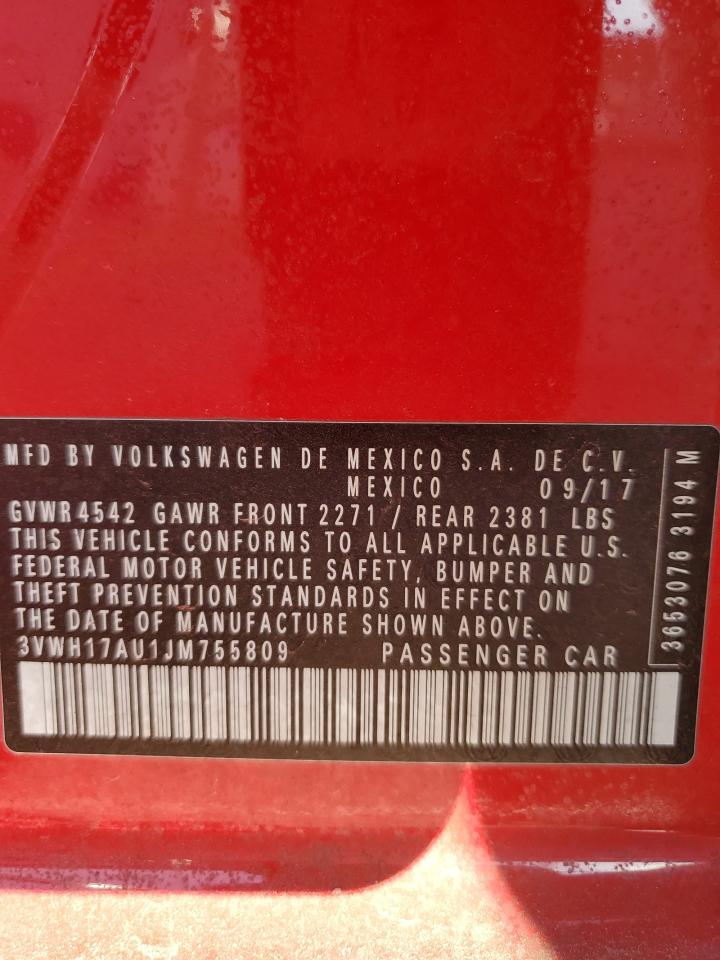 MFD BY VOLKSWAGEN DE MEXICO S.A. DE C.V.
MEXICO 09/17
GVWR4542 GAWR FRONT 2271 / REAR 2381 LBS
THIS VEHICLE CONFORMS TO ALL APPLICABLE U.S.
FEDERAL MOTOR VEHICLE SAFETY, BUMPER AND
THEFT PREVENTION STANDARDS IN EFFECT ON
THE DATE OF MANUFACTURE SHOWN ABOVE.
3VWH17AU1JM755809 PASSENGER CAR
3653076 3194 M